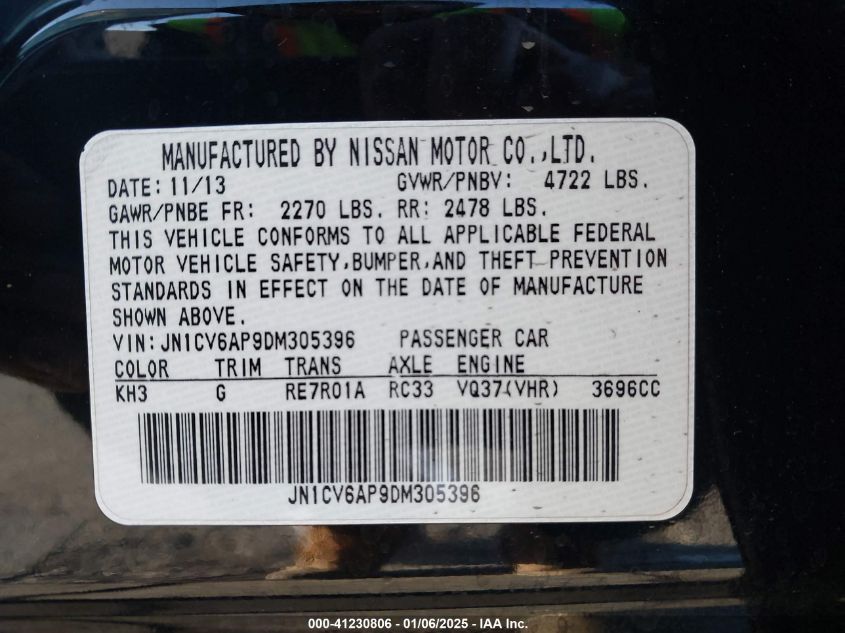 MANUFACTURED BY NISSAN MOTOR CO.,LTD.
DATE: 11/13 GVWR/PNBV: 4722 LBS.
GAWR/PNBE FR: 2270 LBS. RR: 2478 LBS.
THIS VEHICLE CONFORMS TO ALL APPLICABLE FEDERAL
MOTOR VEHICLE SAFETY,BUMPER,AND THEFT PREVENTION
STANDARDS IN EFFECT ON THE DATE OF MANUFACTURE
SHOWN ABOVE.
VIN:JN1CV6AP9DM305396 PASSENGER CAR
COLOR TRIM TRANS AXLE ENGINE
KH3 G RE7R01A RC33 VQ37(VHR) 3696CC
JN1CV6AP9DM305396
000-41230806 - 01/06/2025 - IAA Inc.